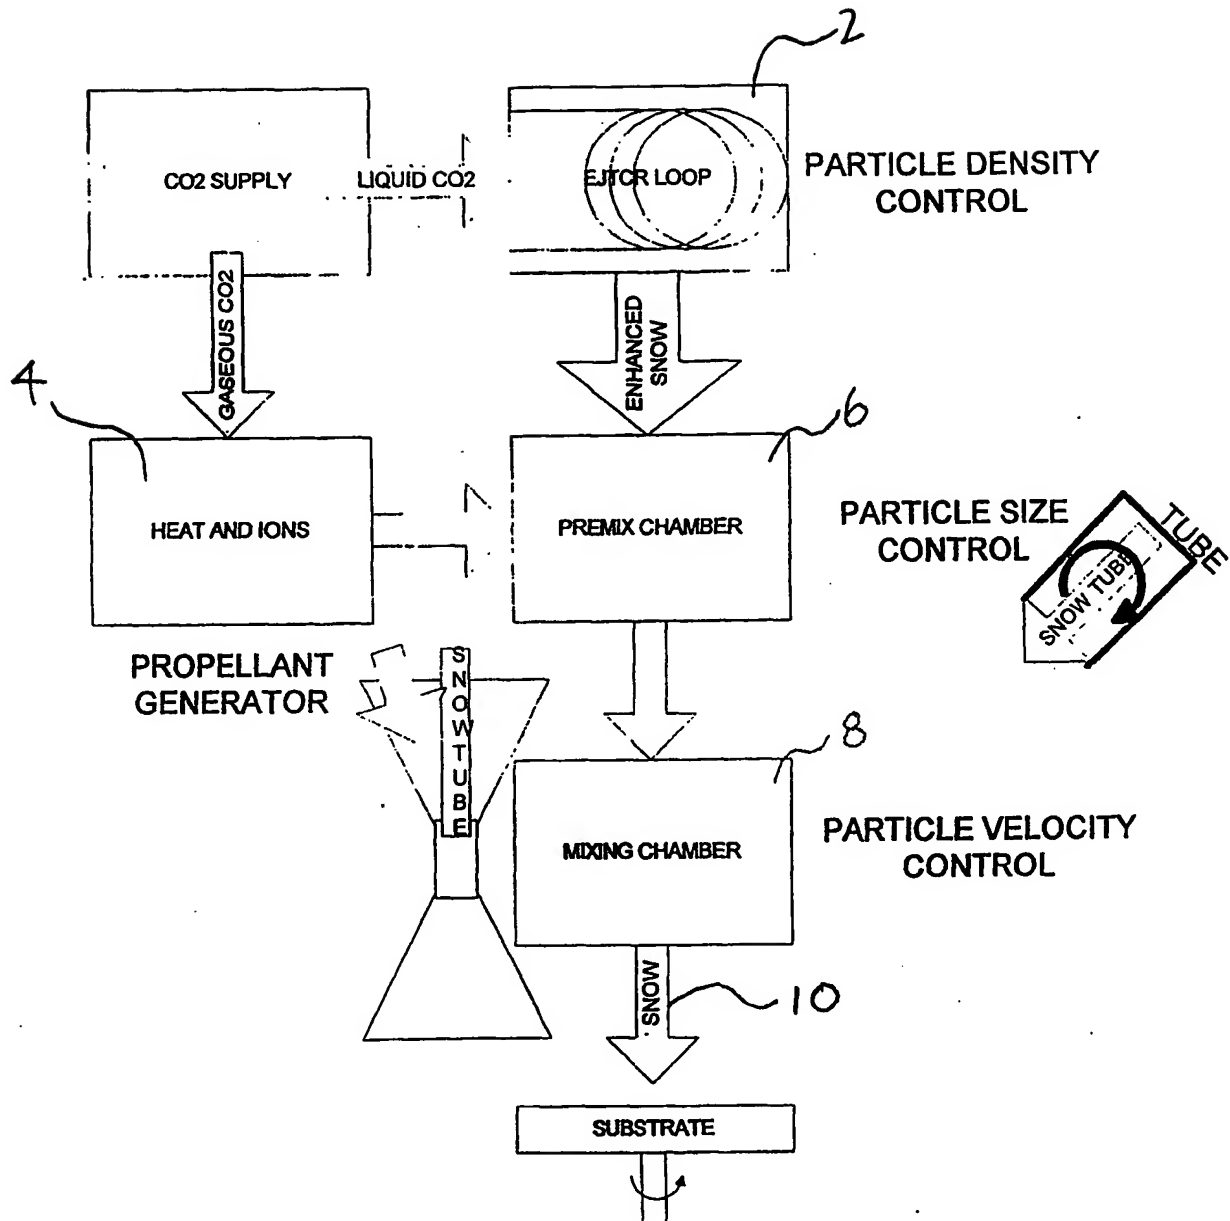 2
CO2 SUPPLY
LIQUID CO2
EJTCR LOOP
PARTICLE DENSITY
CONTROL
GASEOUS CO2
ENHANCED
SNOW
4
6
HEAT AND IONS
PREMIX CHAMBER
PARTICLE SIZE
CONTROL
TUBE
SNOW TUBE
PROPELLANT
GENERATOR
SNOWTUBE
8
MIXING CHAMBER
PARTICLE VELOCITY
CONTROL
SNOW
10
SUBSTRATE